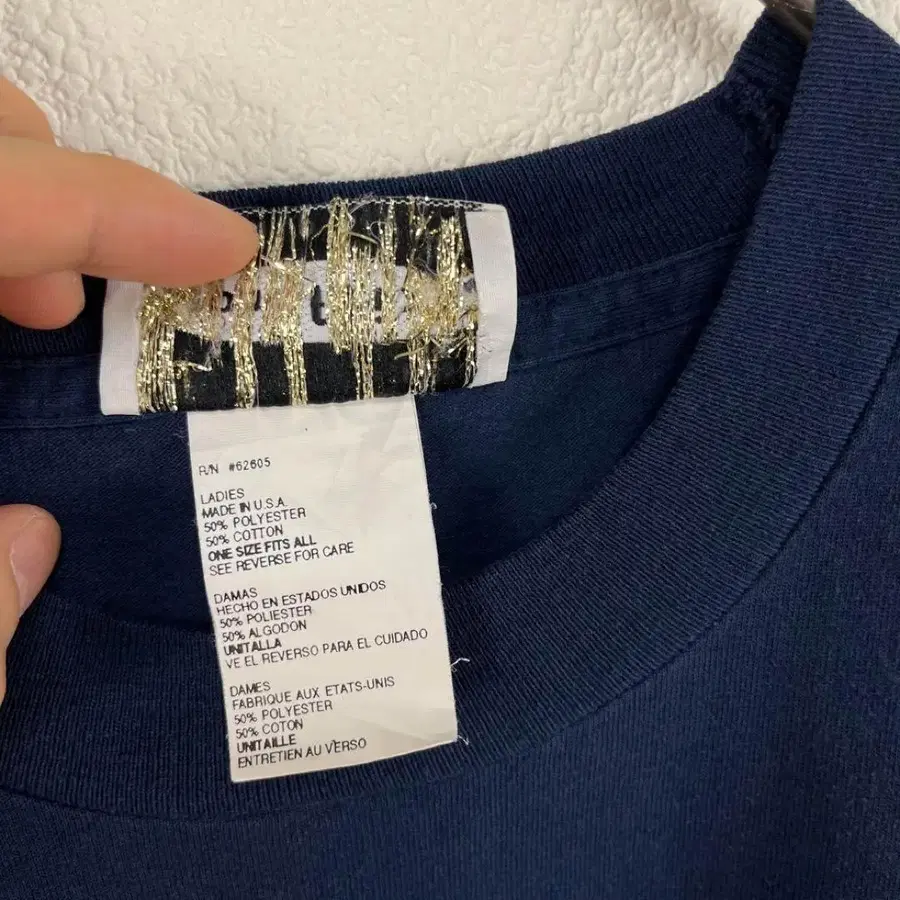 R/N #62605
LADIES
MADE IN U.S.A.
50% POLYESTER
50% COTTON
ONE SIZE FITS ALL
SEE REVERSE FOR CARE
DAMAS
HECHO EN ESTADOS UNIDOS
50% POLIESTER
50% ALGODON
UNITALLA
VE EL REVERSO PARA EL CUIDADO
DAMES
FABRIQUE AUX ETATS-UNIS
50% POLYESTER
50% COTON
UNITAILLE
ENTRETIEN AU VERSO